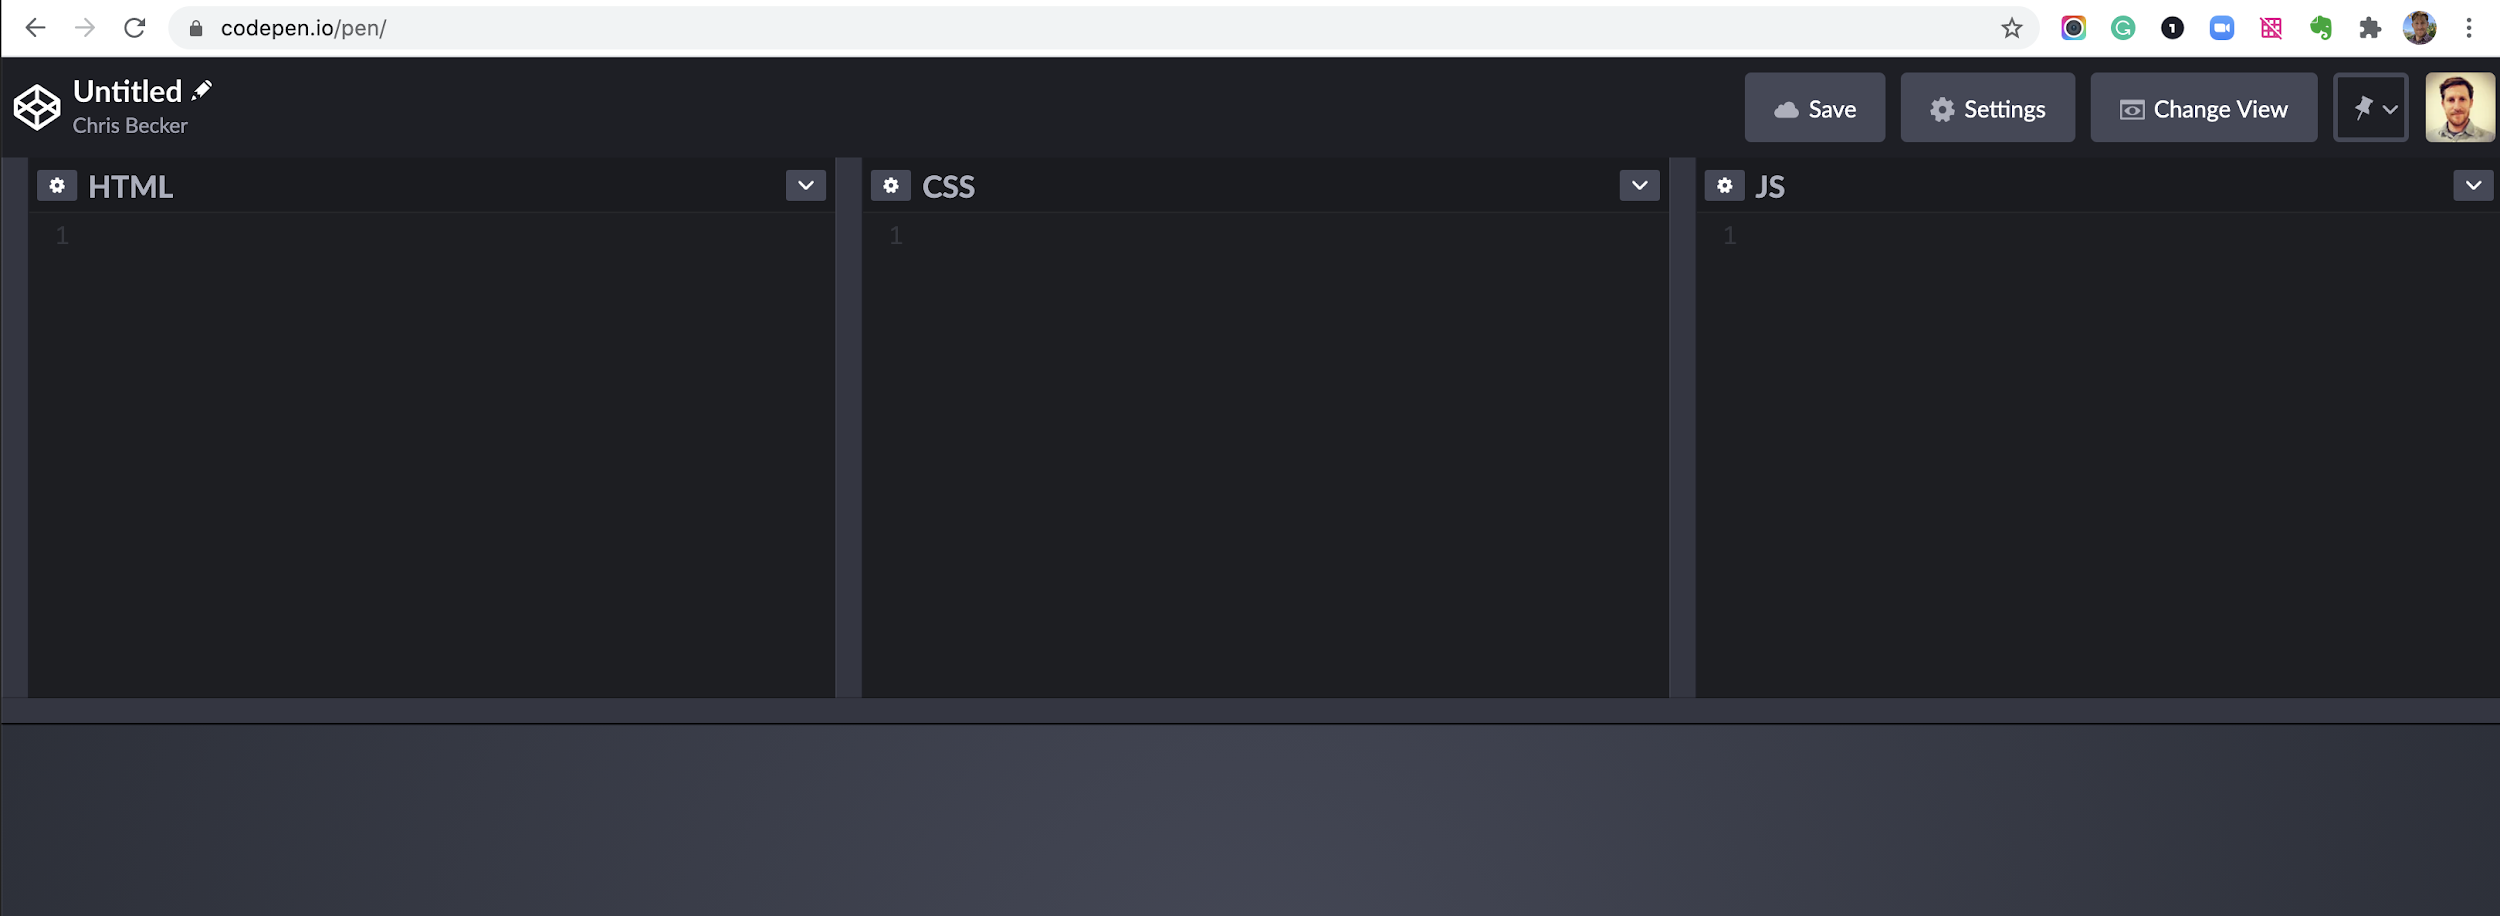 codepen.io/pen/
Untitled
Chris Becker
Save
Settings
Change View
HTML
CSS
JS
1
1
1